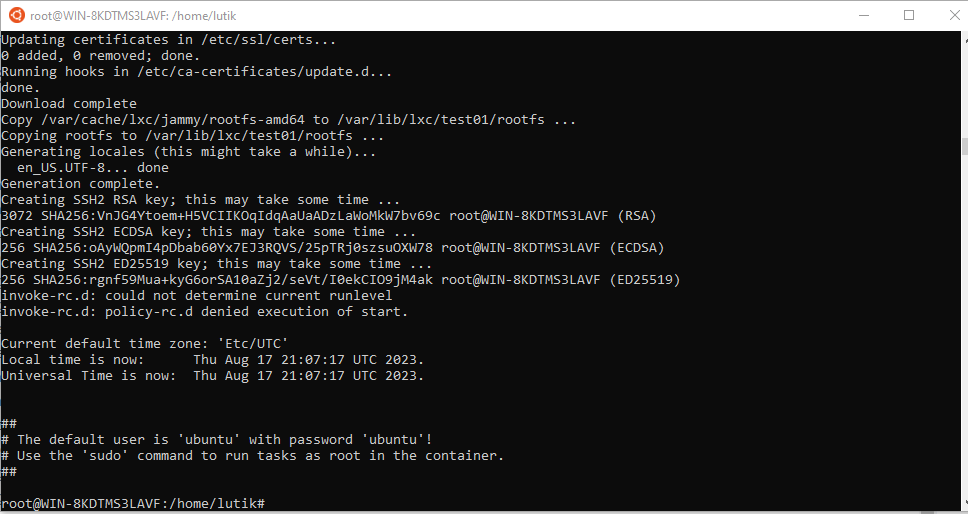 root@WIN-8KDTMS3LAVF: /home/lutik
Updating certificates in /etc/ssl/certs...
0 added, 0 removed; done.
Running hooks in /etc/ca-certificates/update.d...
done.
Download complete
Copy /var/cache/lxc/jammy/rootfs-amd64 to /var/lib/lxc/test01/rootfs ...
Copying rootfs to /var/lib/lxc/test01/rootfs ...
Generating locales (this might take a while)...
  en_US.UTF-8... done
Generation complete.
Creating SSH2 RSA key; this may take some time ...
3072 SHA256:VnJG4Ytoem+H5VCIIKOqIdqAaUaADzLaWoMkW7bv69c root@WIN-8KDTMS3LAVF (RSA)
Creating SSH2 ECDSA key; this may take some time ...
256 SHA256:oAyWQpmI4pDbab60Yx7EJ3RQVS/25pTRj0szsuOXW78 root@WIN-8KDTMS3LAVF (ECDSA)
Creating SSH2 ED25519 key; this may take some time ...
256 SHA256:rgnf59Mua+kyG6orSA10aZj2/seVt/I0ekCIO9jM4ak root@WIN-8KDTMS3LAVF (ED25519)
invoke-rc.d: could not determine current runlevel
invoke-rc.d: policy-rc.d denied execution of start.
Current default time zone: 'Etc/UTC'
Local time is now:      Thu Aug 17 21:07:17 UTC 2023.
Universal Time is now:  Thu Aug 17 21:07:17 UTC 2023.
##
# The default user is 'ubuntu' with password 'ubuntu'!
# Use the 'sudo' command to run tasks as root in the container.
##
root@WIN-8KDTMS3LAVF:/home/lutik#